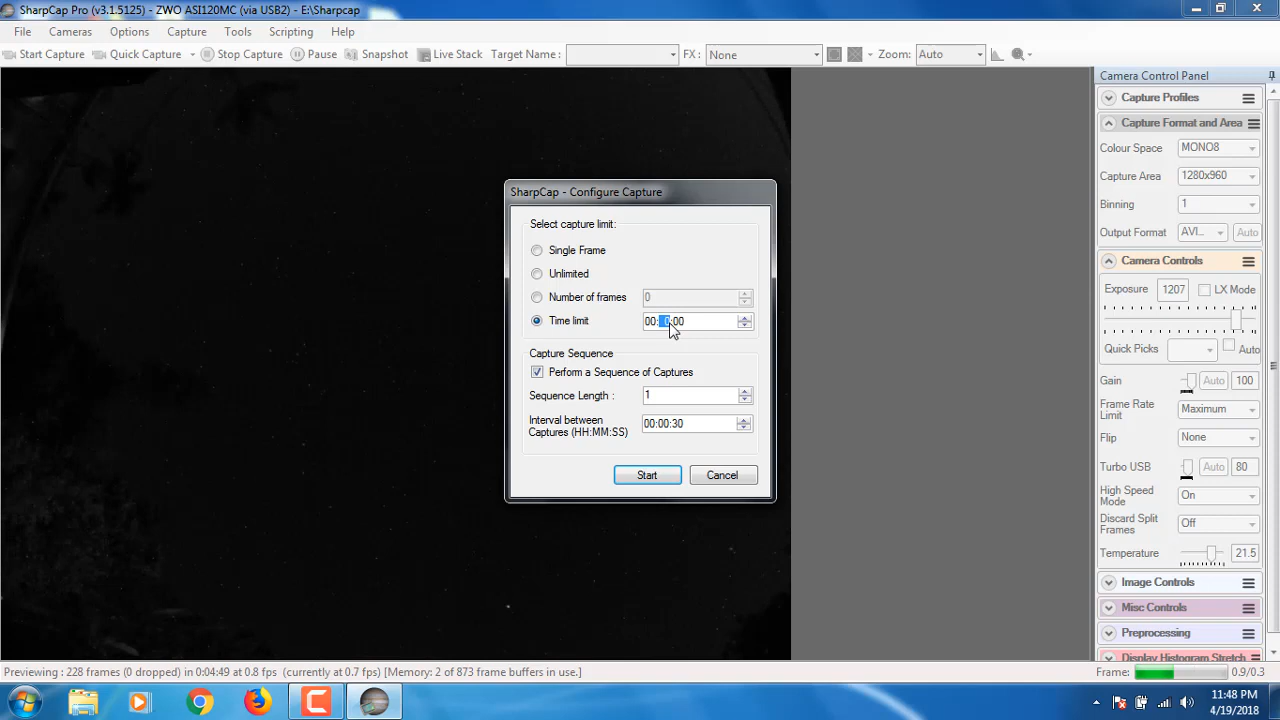 SharpCap Pro (v3.1.5125) - ZWO ASI120MC (via USB2) - E:\Sharpcap
File Cameras Options Capture Tools Scripting Help
Start Capture Quick Capture Stop Capture Pause Snapshot Live Stack Target Name : FX : None Zoom: Auto
Camera Control Panel
Capture Profiles
Capture Format and Area
Colour Space MONO8
Capture Area 1280x960
Binning 1
Output Format AVI... Auto
Camera Controls
Exposure 1207 LX Mode
Quick Picks Auto
Gain Auto 100
Frame Rate Limit Maximum
Flip None
Turbo USB Auto 80
High Speed Mode On
Discard Split Frames Off
Temperature 21.5
Image Controls
Misc Controls
Preprocessing
Display Histogram Stretch
SharpCap - Configure Capture
Select capture limit:
Single Frame
Unlimited
Number of frames 0
Time limit 00: 0:00
Capture Sequence
Perform a Sequence of Captures
Sequence Length : 1
Interval between
Captures (HH:MM:SS) 00:00:30
Start Cancel
Previewing : 228 frames (0 dropped) in 0:04:49 at 0.8 fps (currently at 0.7 fps) [Memory: 2 of 873 frame buffers in use.] Frame: 0.9/0.3
11:48 PM
4/19/2018